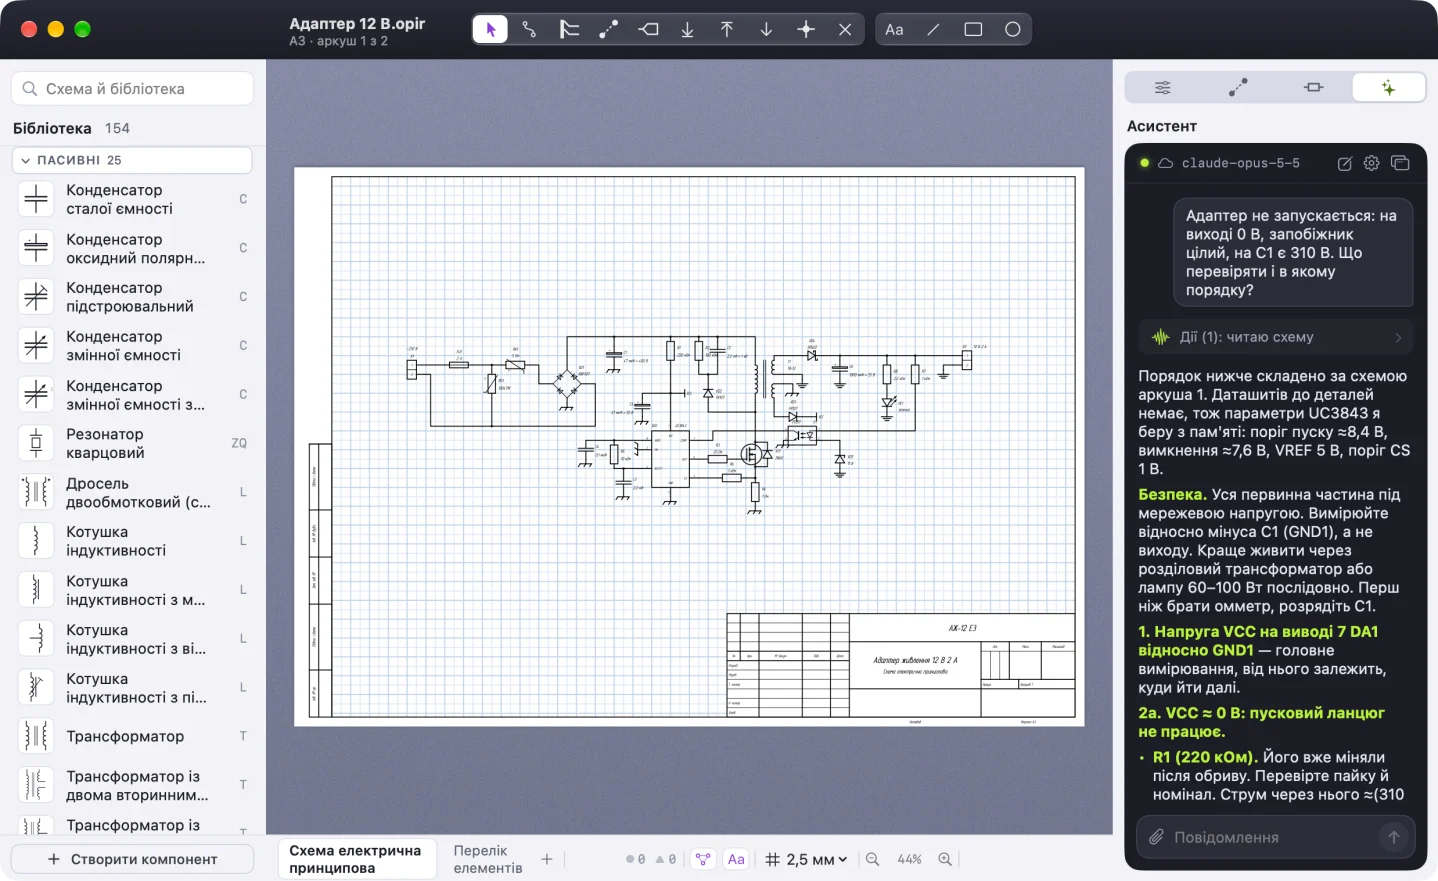 Адаптер 12 В.opir
А3 · аркуш 1 з 2
Aa
Схема й бібліотека
Бібліотека 154
ПАСИВНІ 25
Конденсатор
сталої ємності
C
Конденсатор
оксидний полярн...
C
Конденсатор
підстроювальний
C
Конденсатор
змінної ємності
C
Конденсатор
змінної ємності з...
C
Резонатор
кварцовий
ZQ
Дросель
двообмотковий (с...
L
Котушка
індуктивності
L
Котушка
індуктивності з м...
L
Котушка
індуктивності з ві...
L
Котушка
індуктивності з пі...
L
Трансформатор
T
Трансформатор із
двома вторинним...
T
Трансформатор із
T
+ Створити компонент
АЖ-12 Е3
Адаптер живлення 12 В 2 А
Схема електрична принципова
Схема електрична
принципова
Перелік
елементів
0
0
Aa
2,5 мм
44%
Асистент
claude-opus-5-5
Адаптер не запускається: на
виході 0 В, запобіжник
цілий, на C1 є 310 В. Що
перевіряти і в якому
порядку?
Дії (1): читаю схему
Порядок нижче складено за схемою
аркуша 1. Даташитів до деталей
немає, тож параметри UC3843 я
беру з пам'яті: поріг пуску ≈8,4 В,
вимкнення ≈7,6 В, VREF 5 В, поріг CS
1 В.
Безпека. Уся первинна частина під
мережевою напругою. Вимірюйте
відносно мінуса C1 (GND1), а не
виходу. Краще живити через
розділовий трансформатор або
лампу 60–100 Вт послідовно. Перш
ніж брати омметр, розрядіть C1.
1. Напруга VCC на виводі 7 DA1
відносно GND1 — головне
вимірювання, від нього залежить,
куди йти далі.
2а. VCC ≈ 0 В: пусковий ланцюг
не працює.
• R1 (220 кОм). Його вже міняли
після обриву. Перевірте пайку й
номінал. Струм через нього ≈(310
Повідомлення